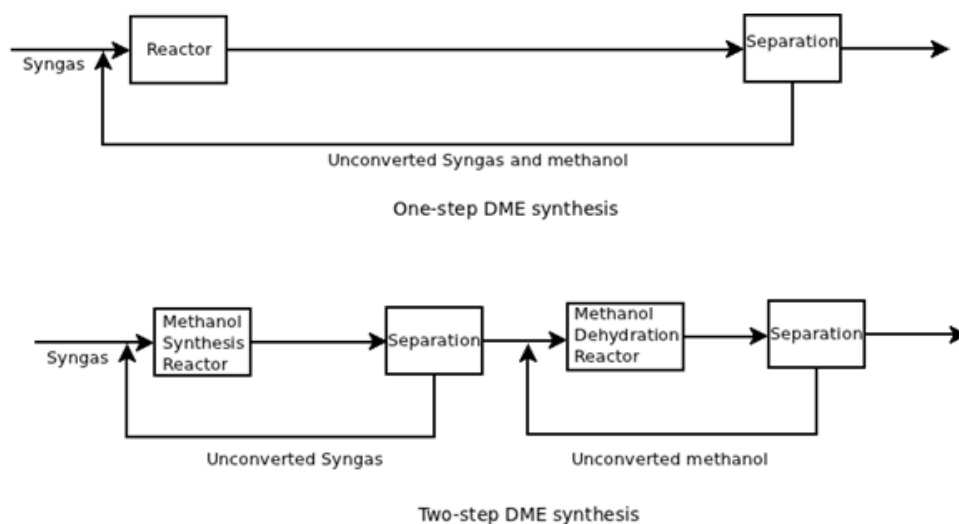 Reactor
Separation
Syngas
Unconverted Syngas and methanol
One-step DME synthesis
Methanol
Synthesis
Reactor
Separation
Methanol
Dehydration
Reactor
Separation
Syngas
Unconverted Syngas
Unconverted methanol
Two-step DME synthesis